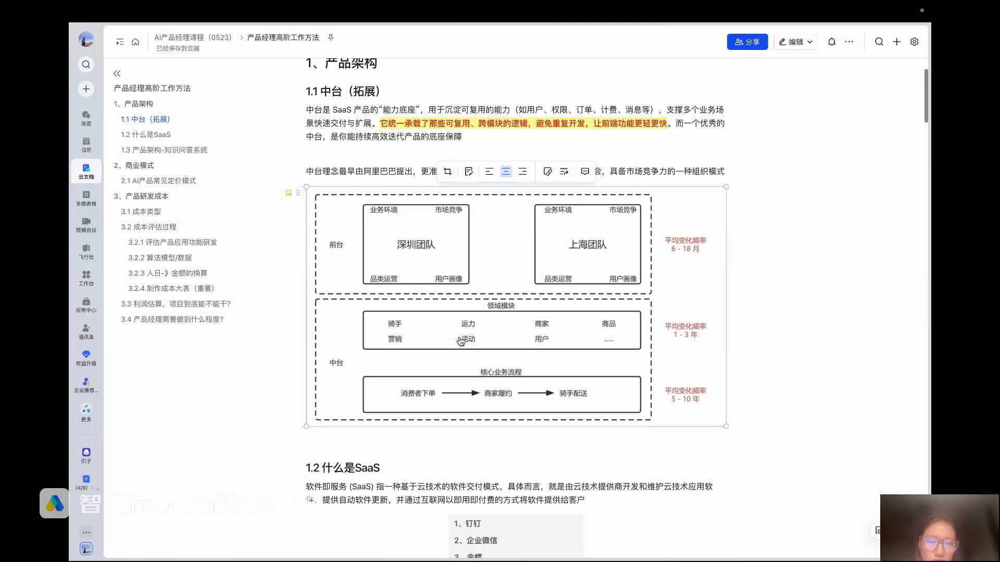 AI产品经理课程（0523） > 产品经理高阶工作方法
已经保存到云端
分享
编辑
消息
日历
云文档
多维表格
视频会议
飞行社
工作台
应用中心
通讯录
权益升级
企业推荐...
更多
扣子
(4/9) : ...
产品经理高阶工作方法
1、产品架构
1.1 中台（拓展）
1.2 什么是SaaS
1.3 产品架构-知识问答系统
2、商业模式
2.1 AI产品常见定价模式
3、产品研发成本
3.1 成本类型
3.2 成本评估过程
3.2.1 评估产品应用功能研发
3.2.2 算法模型/数据
3.2.3 人日-》金额的换算
3.2.4 制作成本大表（重要）
3.3 利润估算，项目到底能不能干?
3.4 产品经理需要做到什么程度?
1、产品架构
1.1 中台（拓展）
中台是 SaaS 产品的“能力底座”，用于沉淀可复用的能力（如用户、权限、订单、计费、消息等），支撑多个业务场
景快速交付与扩展。它统一承载了那些可复用、跨模块的逻辑，避免重复开发，让前端功能更轻更快。而一个优秀的
中台，是你能持续高效迭代产品的底座保障
中台理念最早由阿里巴巴提出，更准 会，具备市场竞争力的一种组织模式
业务环境 市场竞争 业务环境 市场竞争
前台 深圳团队 上海团队 平均变化频率
6 - 18 月
品类运营 用户画像 品类运营 用户画像
领域模块
骑手 运力 商家 商品
营销 活动 用户 ......
平均变化频率
1 - 3 年
中台
核心业务流程
消费者下单 商家履约 骑手配送
平均变化频率
5 - 10 年
1.2 什么是SaaS
软件即服务 (SaaS) 指一种基于云技术的软件交付模式，具体而言，就是由云技术提供商开发和维护云技术应用软
件，提供自动软件更新，并通过互联网以即用即付费的方式将软件提供给客户
1、钉钉
2、企业微信
3、金蝶
智